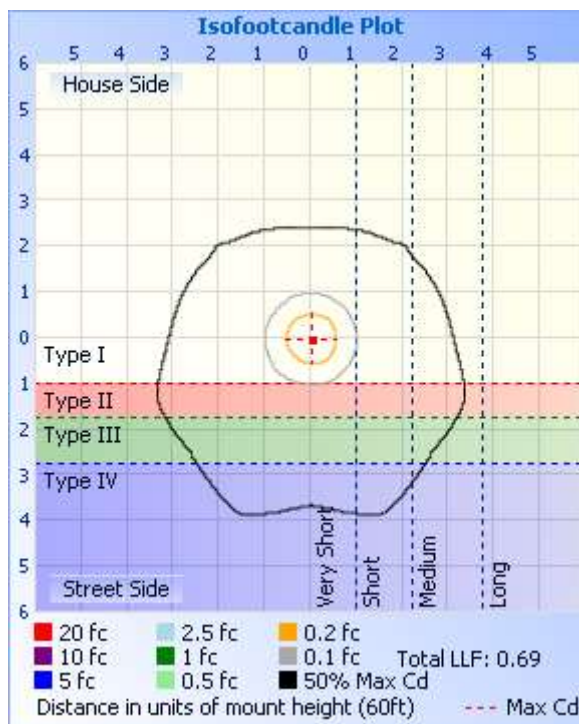 Isofootcandle Plot
5 4 3 2 1 0 1 2 3 4 5
6
House Side
5
4
3
2
1
0
Type I
1
Type II
2
Type III
3
Type IV
4
5
Very Short
Short
Medium
Long
Street Side
6
20 fc 2.5 fc 0.2 fc
10 fc 1 fc 0.1 fc Total LLF: 0.69
5 fc 0.5 fc 50% Max Cd
Distance in units of mount height (60ft) Max Cd